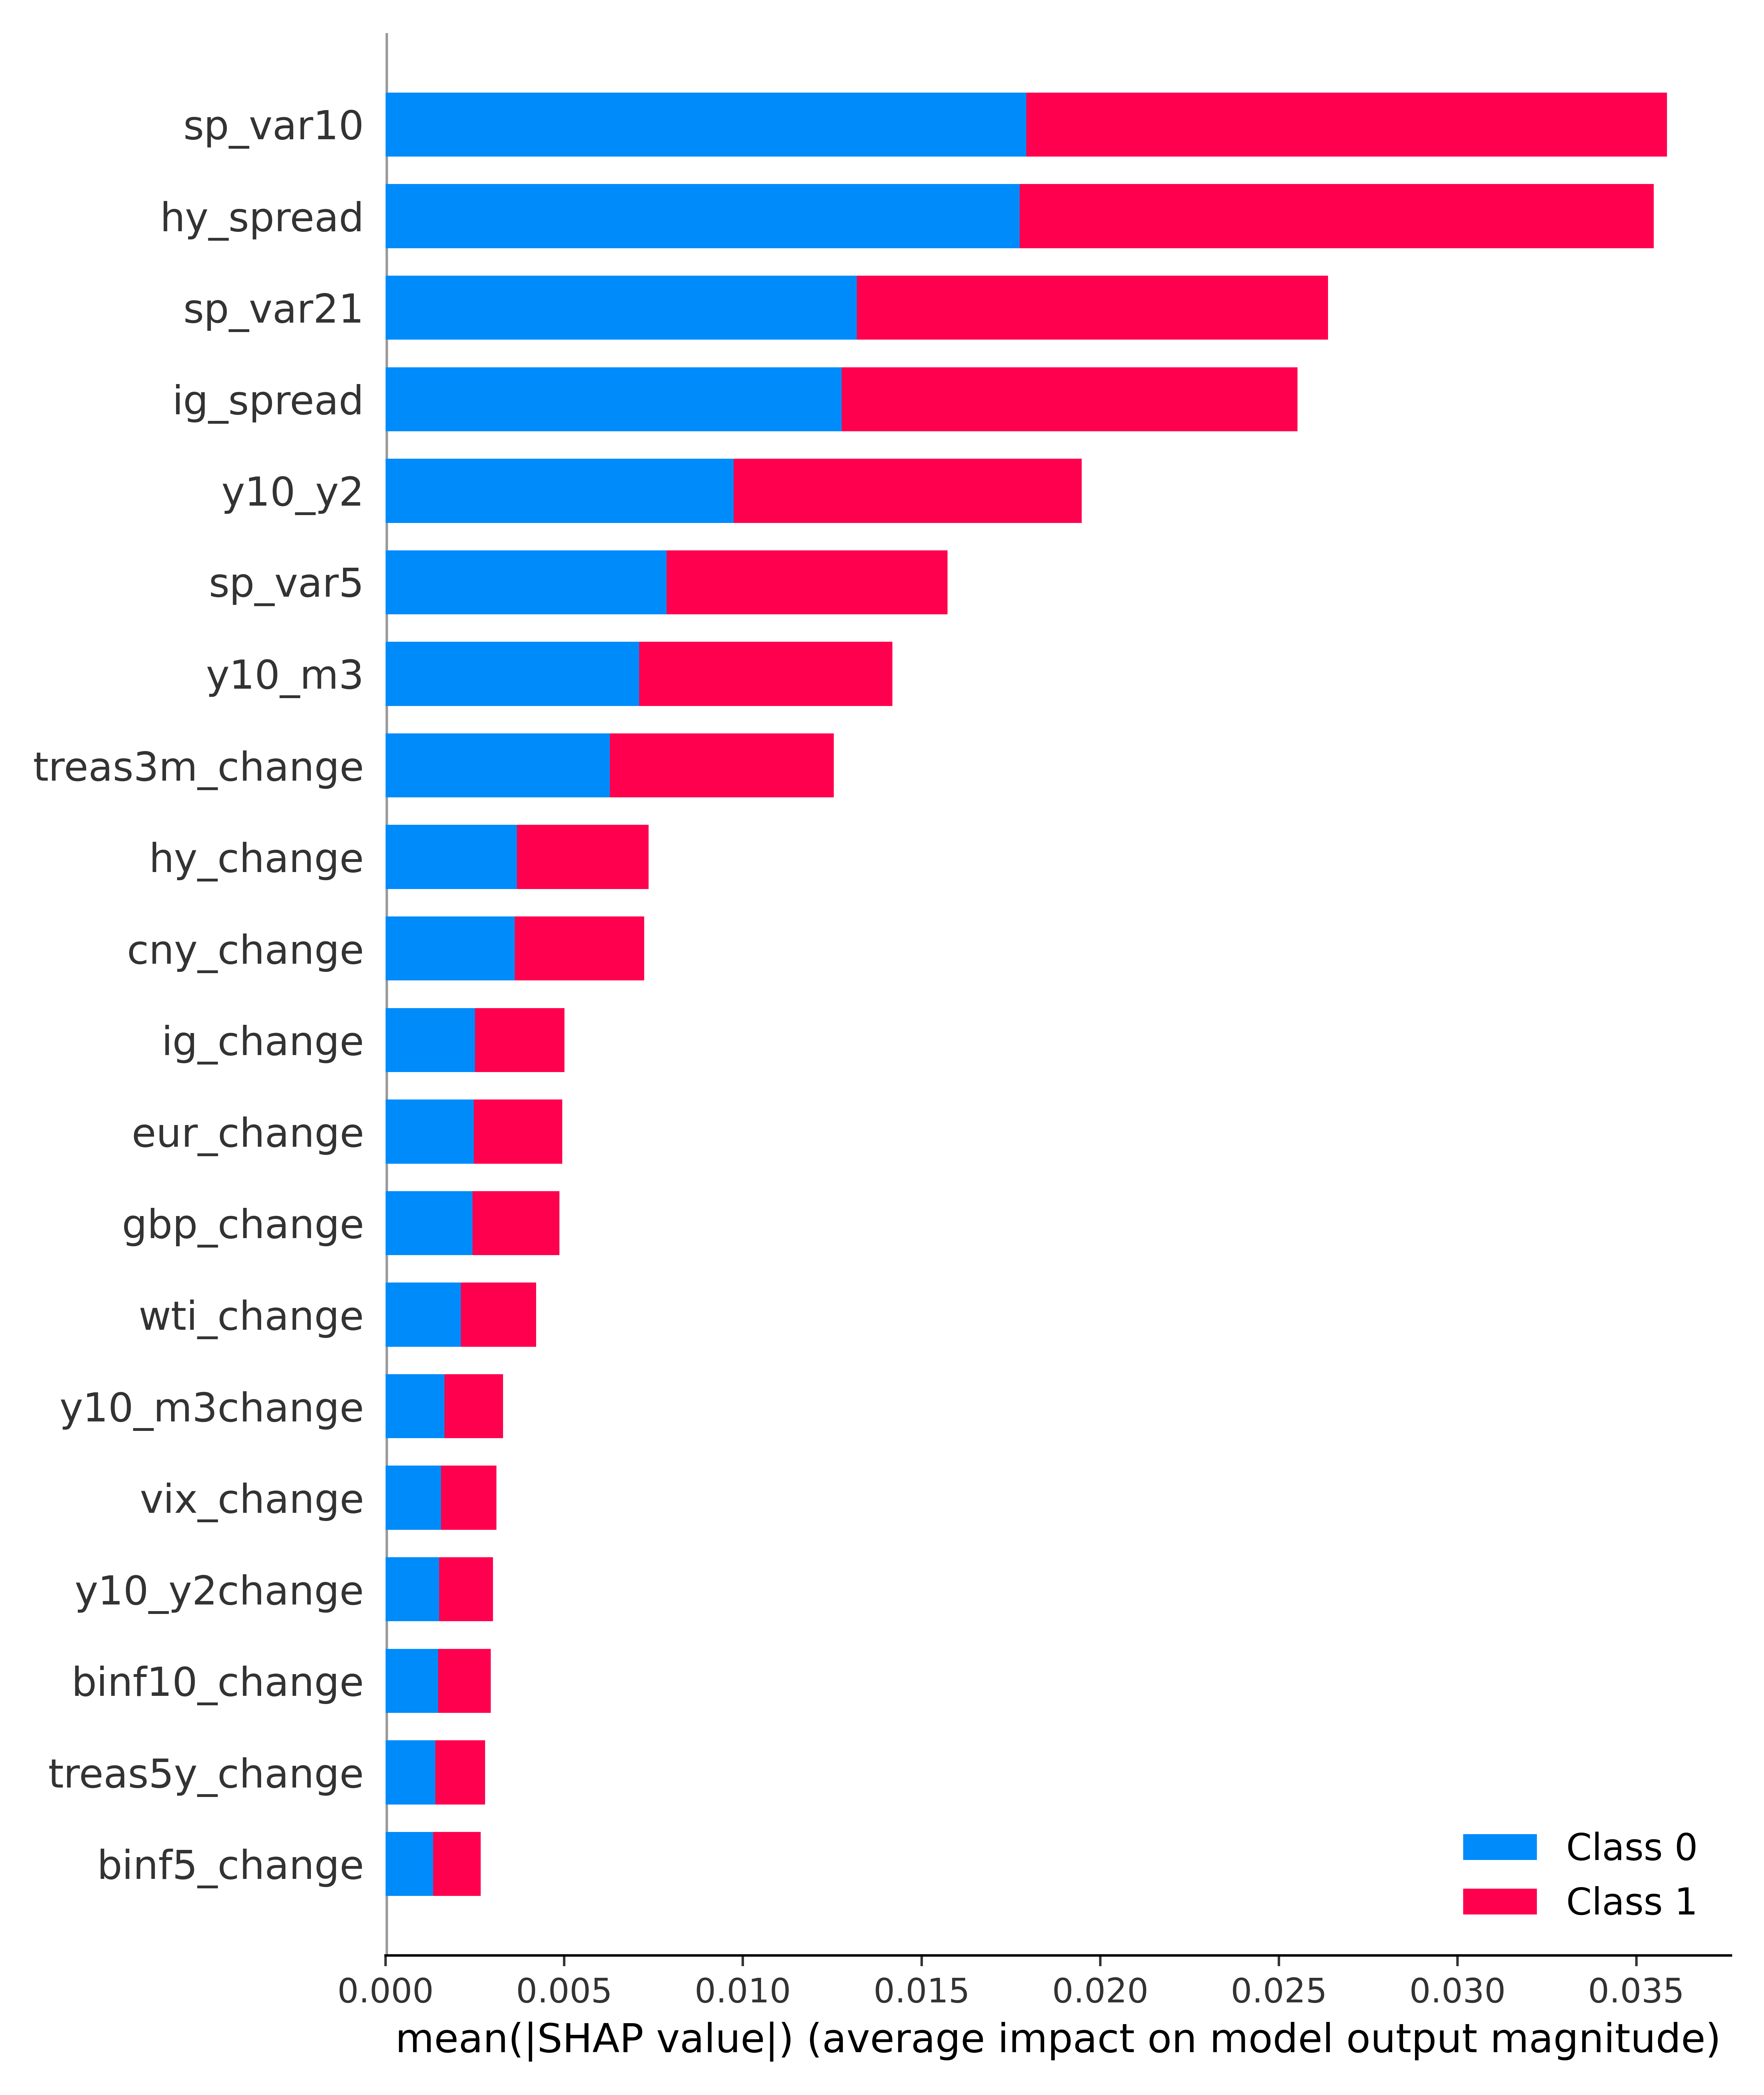 sp_var10
hy_spread
sp_var21
ig_spread
y10_y2
sp_var5
y10_m3
treas3m_change
hy_change
cny_change
ig_change
eur_change
gbp_change
wti_change
y10_m3change
vix_change
y10_y2change
binf10_change
treas5y_change
binf5_change
Class 0
Class 1
0.000 0.005 0.010 0.015 0.020 0.025 0.030 0.035
mean(|SHAP value|) (average impact on model output magnitude)